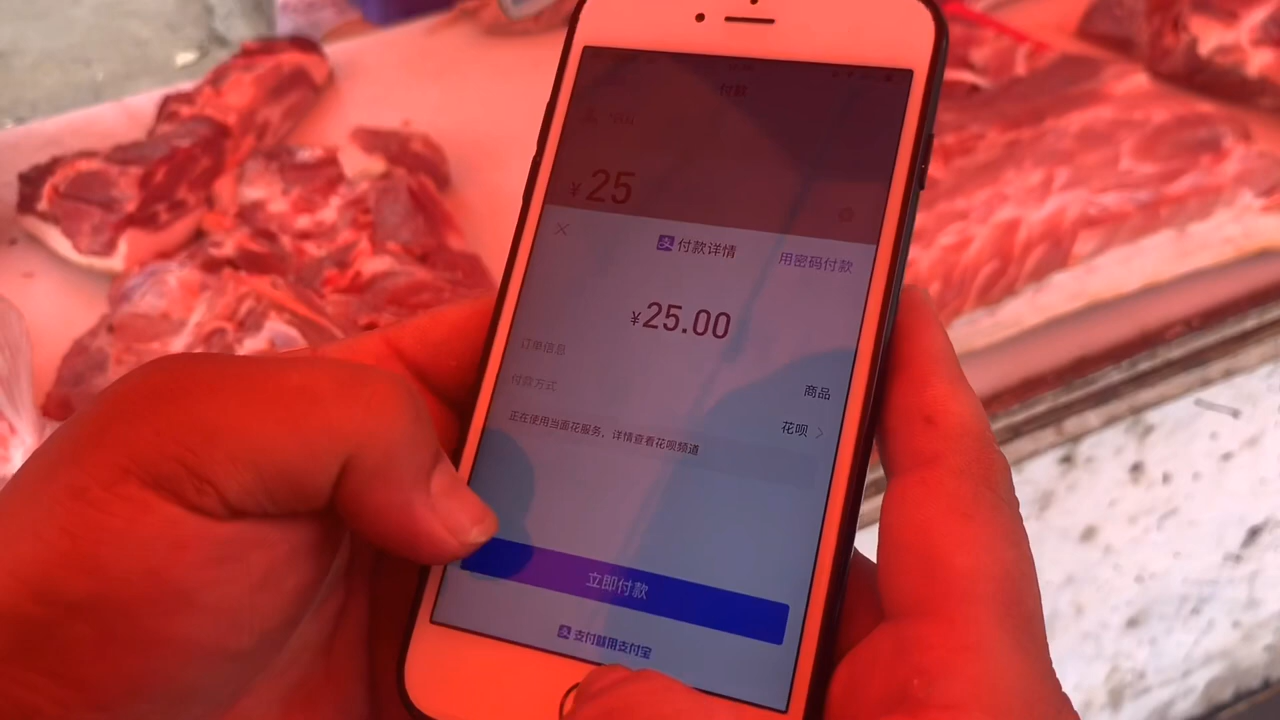 付款
¥25
付款详情
用密码付款
¥25.00
订单信息
商品
付款方式
花呗
正在使用当面花服务，详情查看花呗频道
立即付款
支 支付就用支付宝